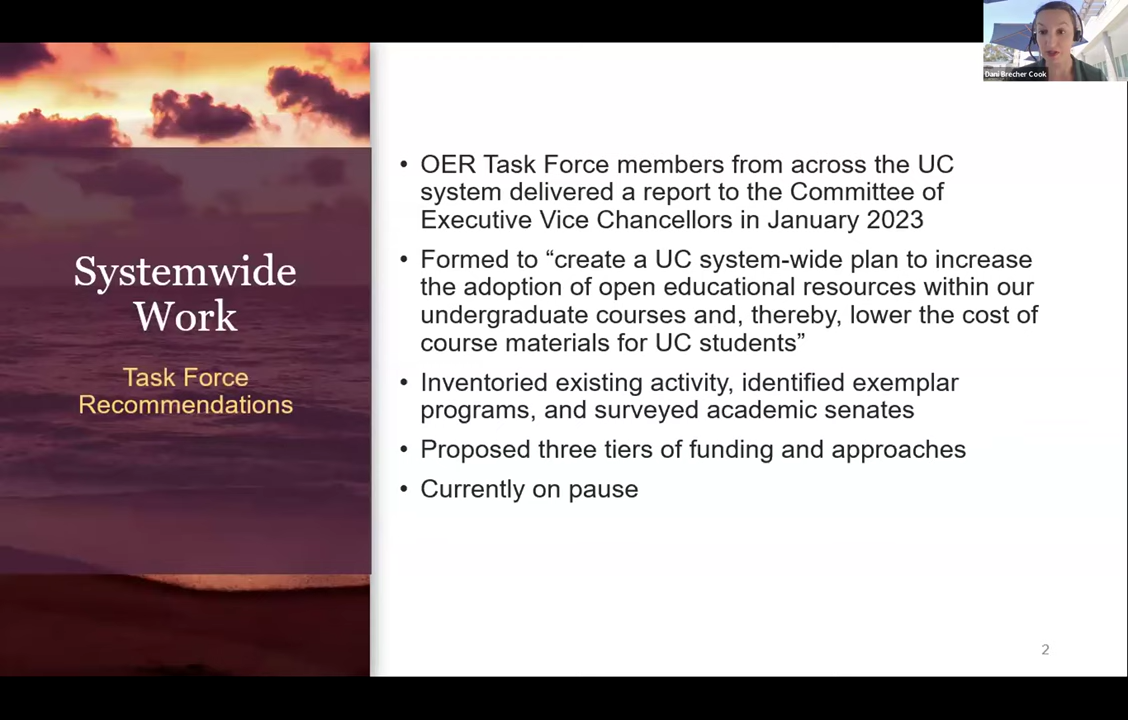 Dani Brecher Cook
Systemwide
Work
Task Force
Recommendations
• OER Task Force members from across the UC
system delivered a report to the Committee of
Executive Vice Chancellors in January 2023
• Formed to “create a UC system-wide plan to increase
the adoption of open educational resources within our
undergraduate courses and, thereby, lower the cost of
course materials for UC students”
• Inventoried existing activity, identified exemplar
programs, and surveyed academic senates
• Proposed three tiers of funding and approaches
• Currently on pause
2